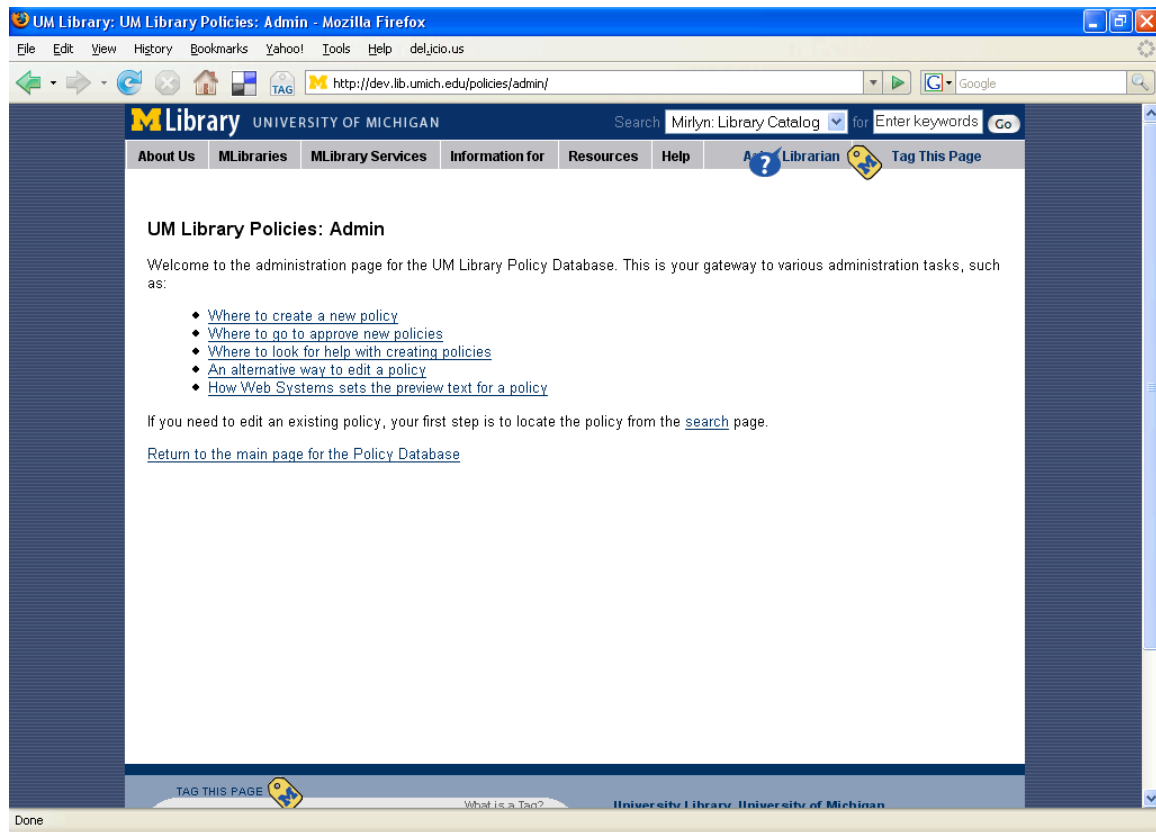 UM Library: UM Library Policies: Admin - Mozilla Firefox
File Edit View History Bookmarks Yahoo! Tools Help del.icio.us
TAG http://dev.lib.umich.edu/policies/admin/ G Google
MLibrary UNIVERSITY OF MICHIGAN Search Mirlyn: Library Catalog for Enter keywords Go
About Us MLibraries MLibrary Services Information for Resources Help ? Librarian Tag This Page
UM Library Policies: Admin
Welcome to the administration page for the UM Library Policy Database. This is your gateway to various administration tasks, such
as:
Where to create a new policy
Where to go to approve new policies
Where to look for help with creating policies
An alternative way to edit a policy
How Web Systems sets the preview text for a policy
If you need to edit an existing policy, your first step is to locate the policy from the search page.
Return to the main page for the Policy Database
TAG THIS PAGE
What is a Tag? University Library, University of Michigan
Done